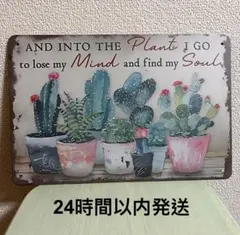 AND INTO THE Plants I GO
to lose my Mind and find my Soul
24時間以内発送